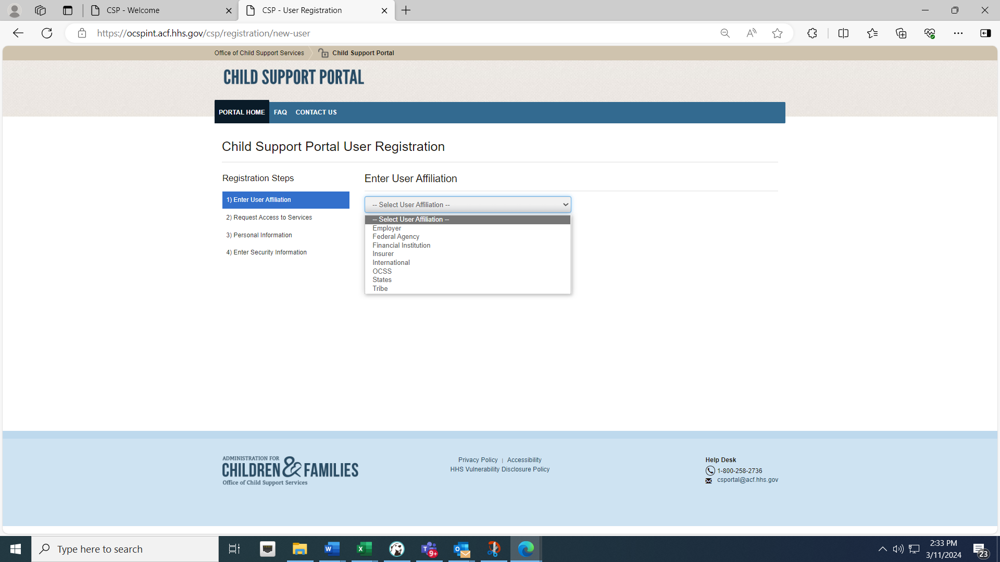 CSP - Welcome
CSP - User Registration
https://ocspint.acf.hhs.gov/csp/registration/new-user
Office of Child Support Services
Child Support Portal
CHILD SUPPORT PORTAL
PORTAL HOME FAQ CONTACT US
Child Support Portal User Registration
Registration Steps
1) Enter User Affiliation
2) Request Access to Services
3) Personal Information
4) Enter Security Information
Enter User Affiliation
-- Select User Affiliation --
-- Select User Affiliation --
Employer
Federal Agency
Financial Institution
Insurer
International
OCSS
States
Tribe
ADMINISTRATION FOR
CHILDREN & FAMILIES
Office of Child Support Services
Privacy Policy | Accessibility
HHS Vulnerability Disclosure Policy
Help Desk
1-800-258-2736
csportal@acf.hhs.gov
Type here to search
9+
2:33 PM
3/11/2024
23